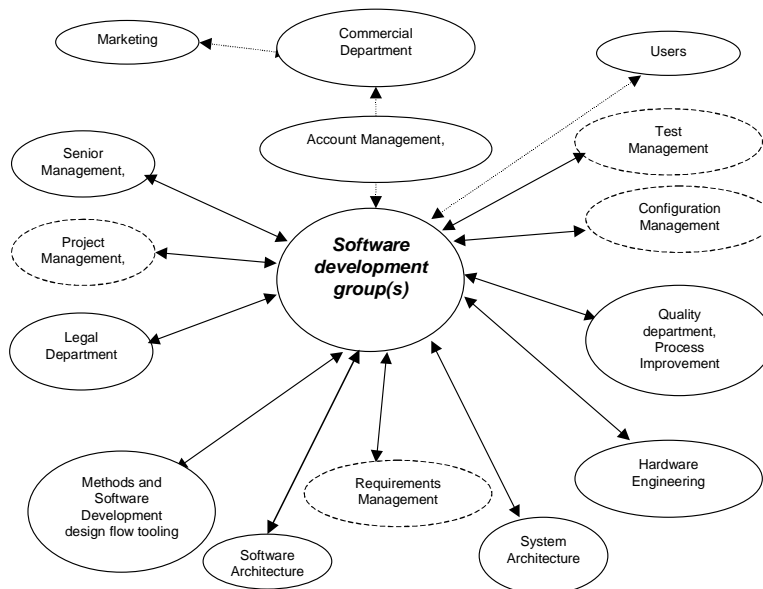 Marketing
Commercial
Department
Users
Account Management,
Test
Management
Senior
Management,
Configuration
Management
Project
Management,
Software
development
group(s)
Legal
Department
Quality
department,
Process
Improvement
Methods and
Software
Development
design flow tooling
Requirements
Management
Hardware
Engineering
Software
Architecture
System
Architecture